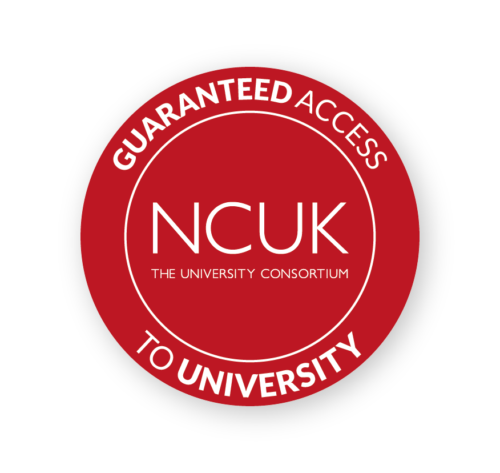 GUARANTEED ACCESS
NCUK
THE UNIVERSITY CONSORTIUM
TO UNIVERSITY